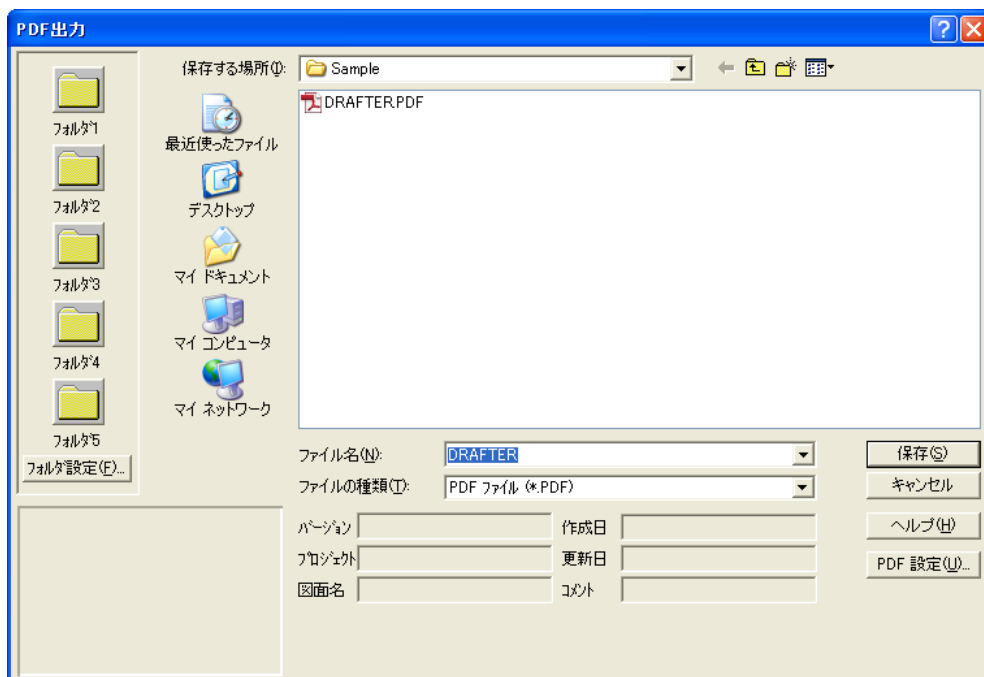 PDF出力
保存する場所(I):
Sample
フォルダ1
フォルダ2
フォルダ3
フォルダ4
フォルダ5
フォルダ設定(F)...
最近使ったファイル
デスクトップ
マイ ドキュメント
マイ コンピュータ
マイ ネットワーク
DRAFTER.PDF
ファイル名(N):
DRAFTER
保存(S)
ファイルの種類(T):
PDF ファイル (*.PDF)
キャンセル
バージョン
作成日
ヘルプ(H)
プロジェクト
更新日
PDF 設定(U)...
図面名
コメント